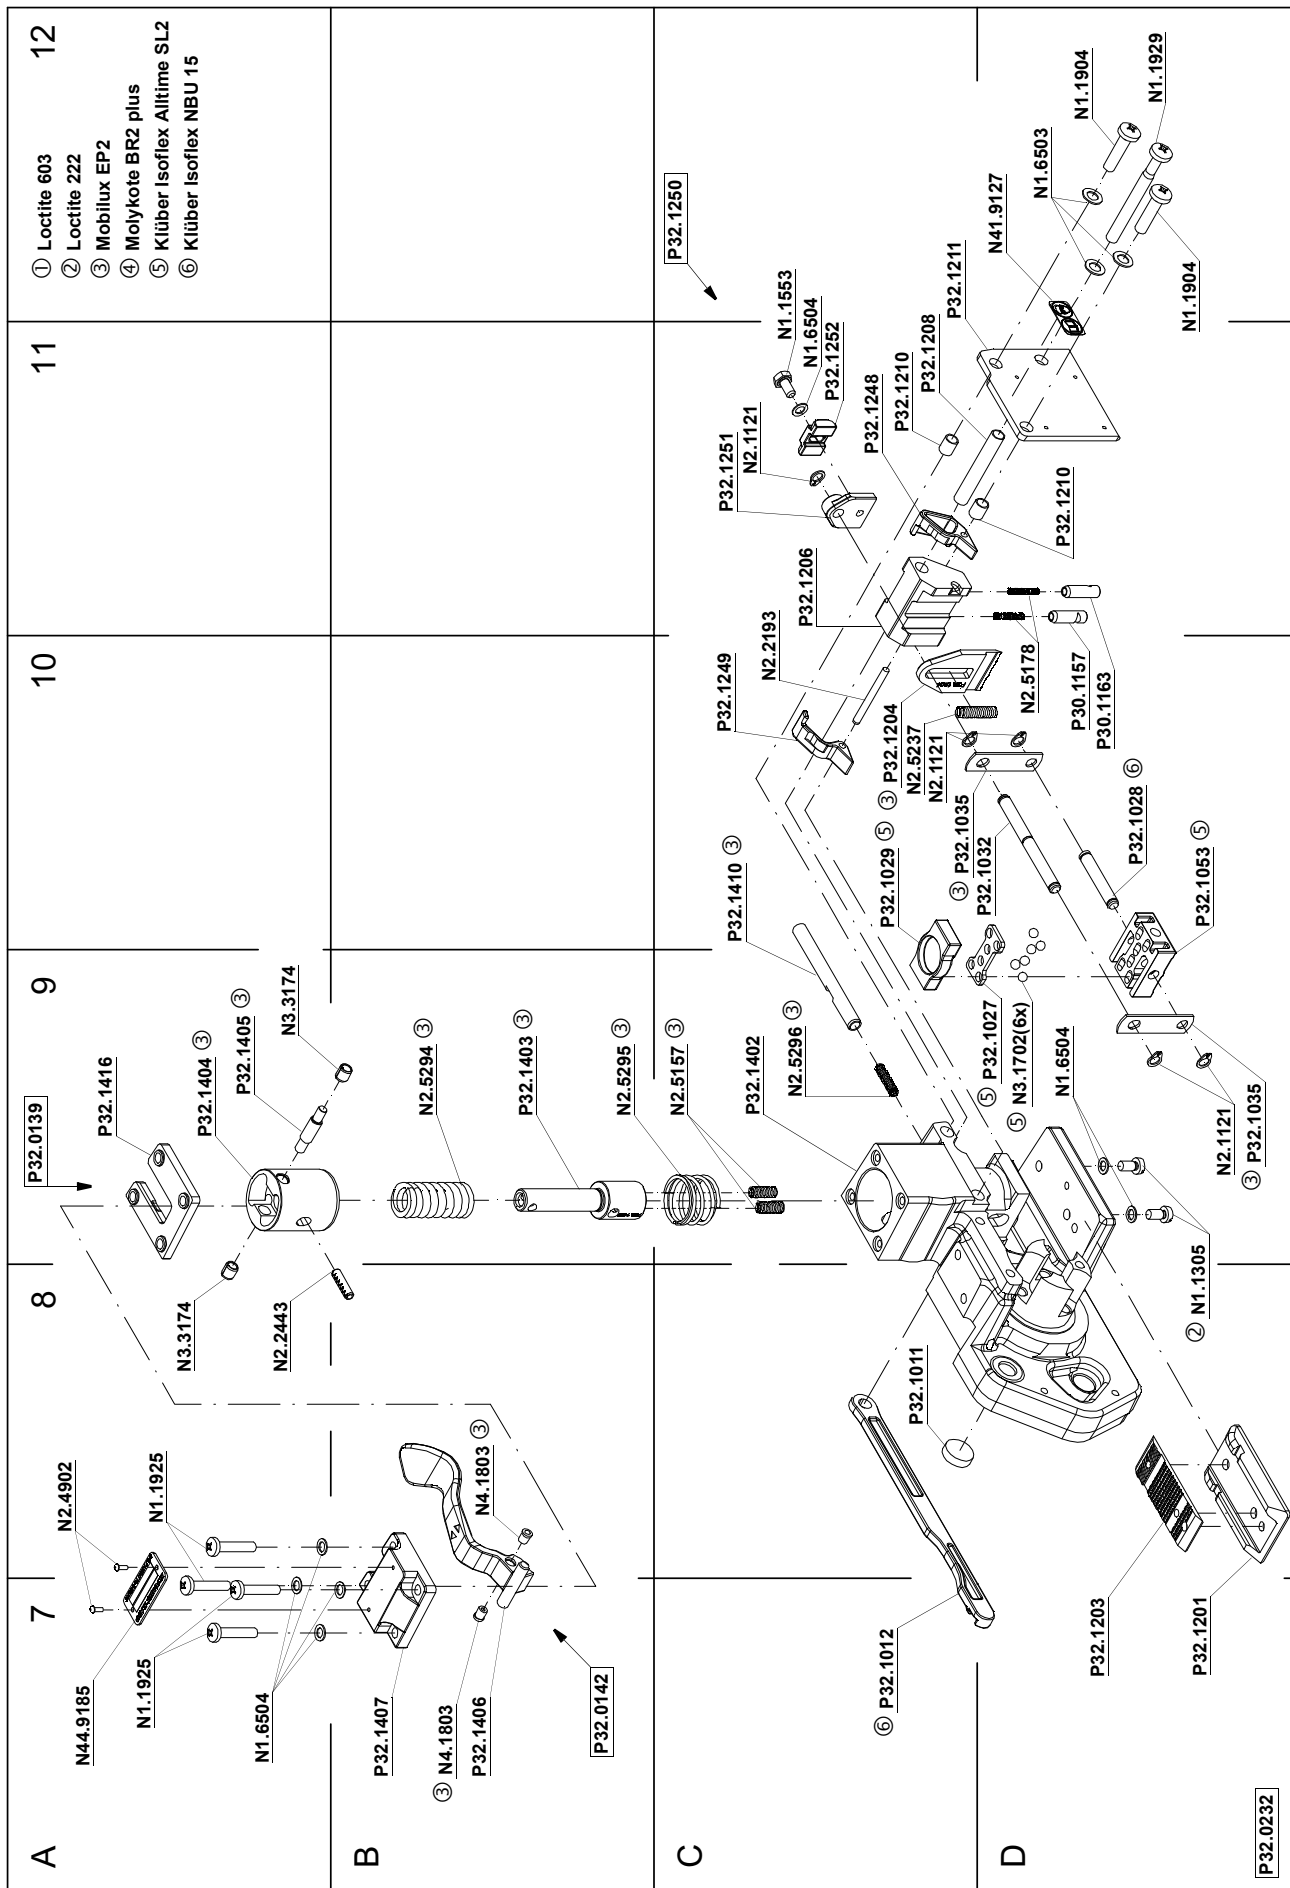 A
B
C
D
7
8
9
10
11
12
① Loctite 603
② Loctite 222
③ Mobilux EP2
④ Molykote BR2 plus
⑤ Klüber Isoflex Alltime SL2
⑥ Klüber Isoflex NBU 15
N44.9185
N2.4902
N1.1925
N1.1925
N1.6504
P32.1407
③ N4.1803
P32.1406
P32.0142
N4.1803 ③
N3.3174
N2.2443
P32.0139
P32.1416
P32.1404 ③
P32.1405 ③
N3.3174
N2.5294 ③
P32.1403 ③
N2.5295 ③
N2.5157 ③
P32.1402
N2.5296 ③
P32.1410 ③
P32.1029 ⑤
⑤ P32.1027
⑤ N3.1702(6x)
N1.6504
② N1.1305
N2.1121
③ P32.1035
P32.1053 ⑤
P32.1028 ⑥
P32.1032
③ P32.1035
N2.1121
N2.5237
③ P32.1204
P32.1249
N2.2193
P32.1206
N2.5178
P30.1157
P30.1163
P32.1251
N2.1121
N1.1553
N1.6504
P32.1252
P32.1248
P32.1210
P32.1208
P32.1210
P32.1211
N41.9127
N1.6503
N1.1904
N1.1929
N1.1904
P32.1250
P32.1011
⑥ P32.1012
P32.1203
P32.1201
P32.0232